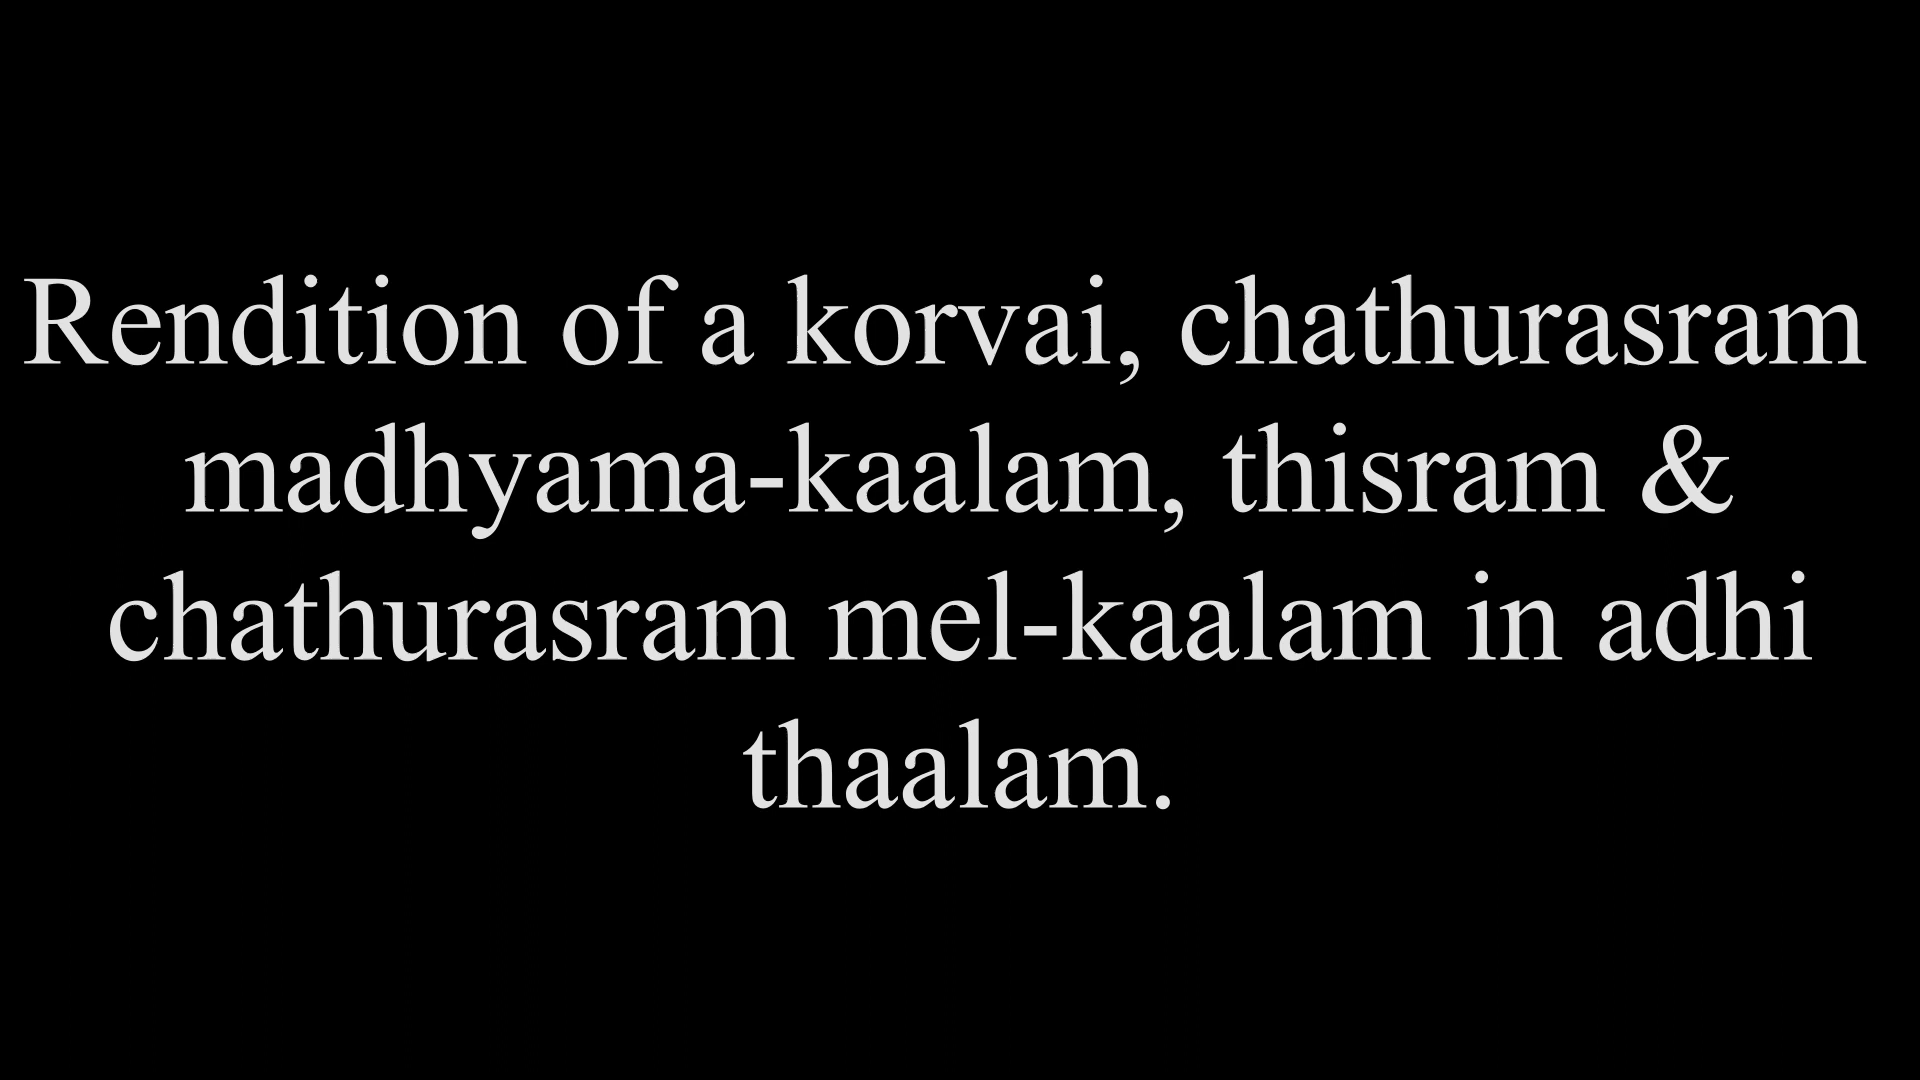 Rendition of a korvai, chathurasram
madhyama-kaalam, thisram &
chathurasram mel-kaalam in adhi
thaalam.